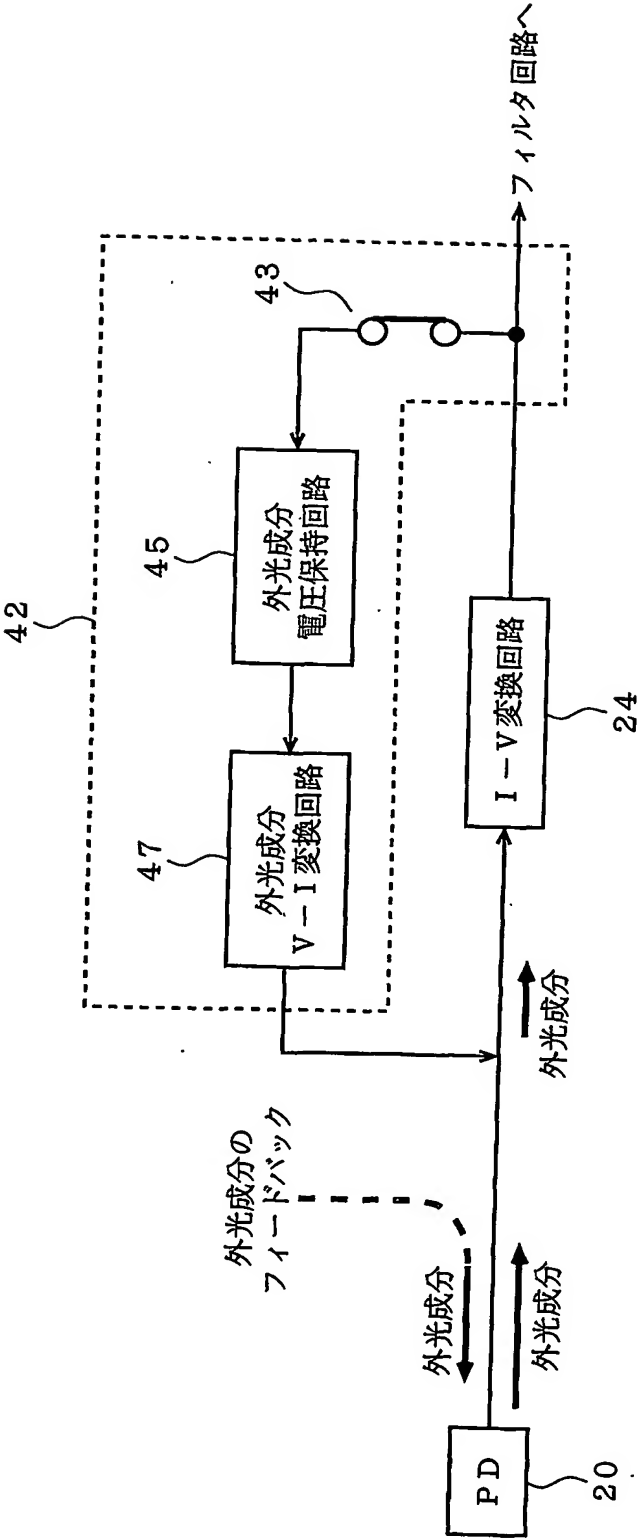 42
43
45
外光成分
電圧保持回路
47
外光成分
V－I変換回路
外光成分の
フィードバック
外光成分
外光成分
外光成分
PD
20
I－V変換回路
24
フィルタ回路へ